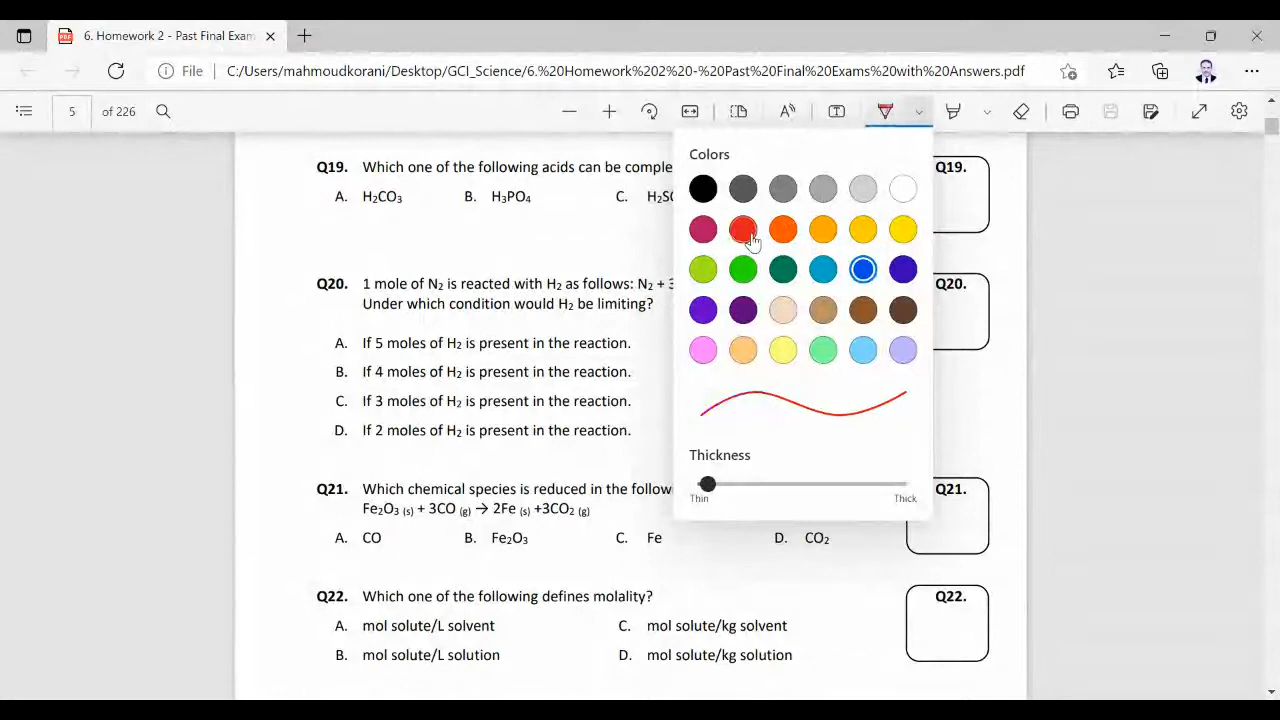 6. Homework 2 - Past Final Exam
File
C:/Users/mahmoudkorani/Desktop/GCI_Science/6.%20Homework%202%20-%20Past%20Final%20Exams%20with%20Answers.pdf
5 of 226
Colors
Thickness
Thin Thick
Q19. Which one of the following acids can be comple
Q19.
A. H₂CO₃ B. H₃PO₄ C. H₂S
Q20. 1 mole of N₂ is reacted with H₂ as follows: N₂ + 3
Q20.
Under which condition would H₂ be limiting?
A. If 5 moles of H₂ is present in the reaction.
B. If 4 moles of H₂ is present in the reaction.
C. If 3 moles of H₂ is present in the reaction.
D. If 2 moles of H₂ is present in the reaction.
Q21. Which chemical species is reduced in the follow
Q21.
Fe₂O₃ (s) + 3CO (g) → 2Fe (s) +3CO₂ (g)
A. CO B. Fe₂O₃ C. Fe D. CO₂
Q22. Which one of the following defines molality?
Q22.
A. mol solute/L solvent C. mol solute/kg solvent
B. mol solute/L solution D. mol solute/kg solution